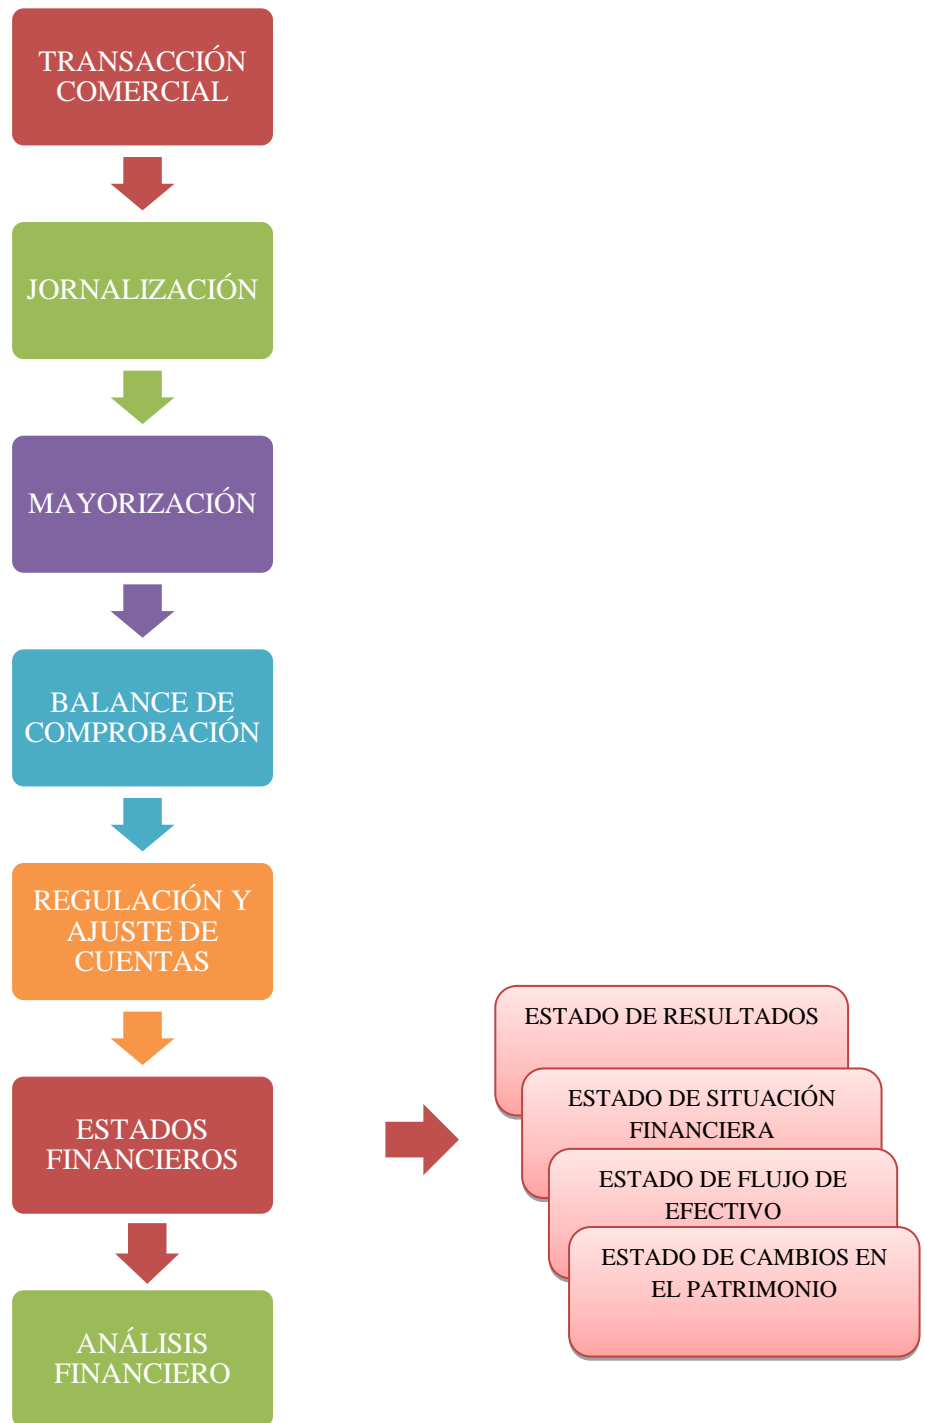 TRANSACCIÓN
COMERCIAL
JORNALIZACIÓN
MAYORIZACIÓN
BALANCE DE
COMPROBACIÓN
REGULACIÓN Y
AJUSTE DE
CUENTAS
ESTADOS
FINANCIEROS
ESTADO DE RESULTADOS
ESTADO DE SITUACIÓN
FINANCIERA
ESTADO DE FLUJO DE
EFECTIVO
ESTADO DE CAMBIOS EN
EL PATRIMONIO
ANÁLISIS
FINANCIERO